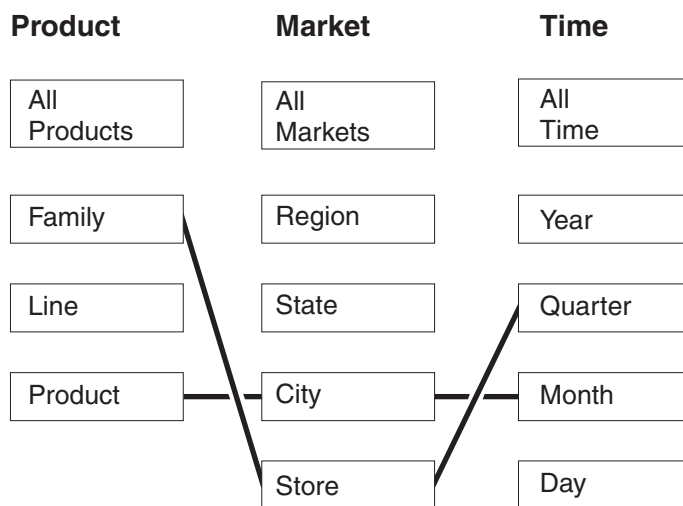 Product
Market
Time
All
Products
All
Markets
All
Time
Family
Region
Year
Line
State
Quarter
Product
City
Month
Store
Day